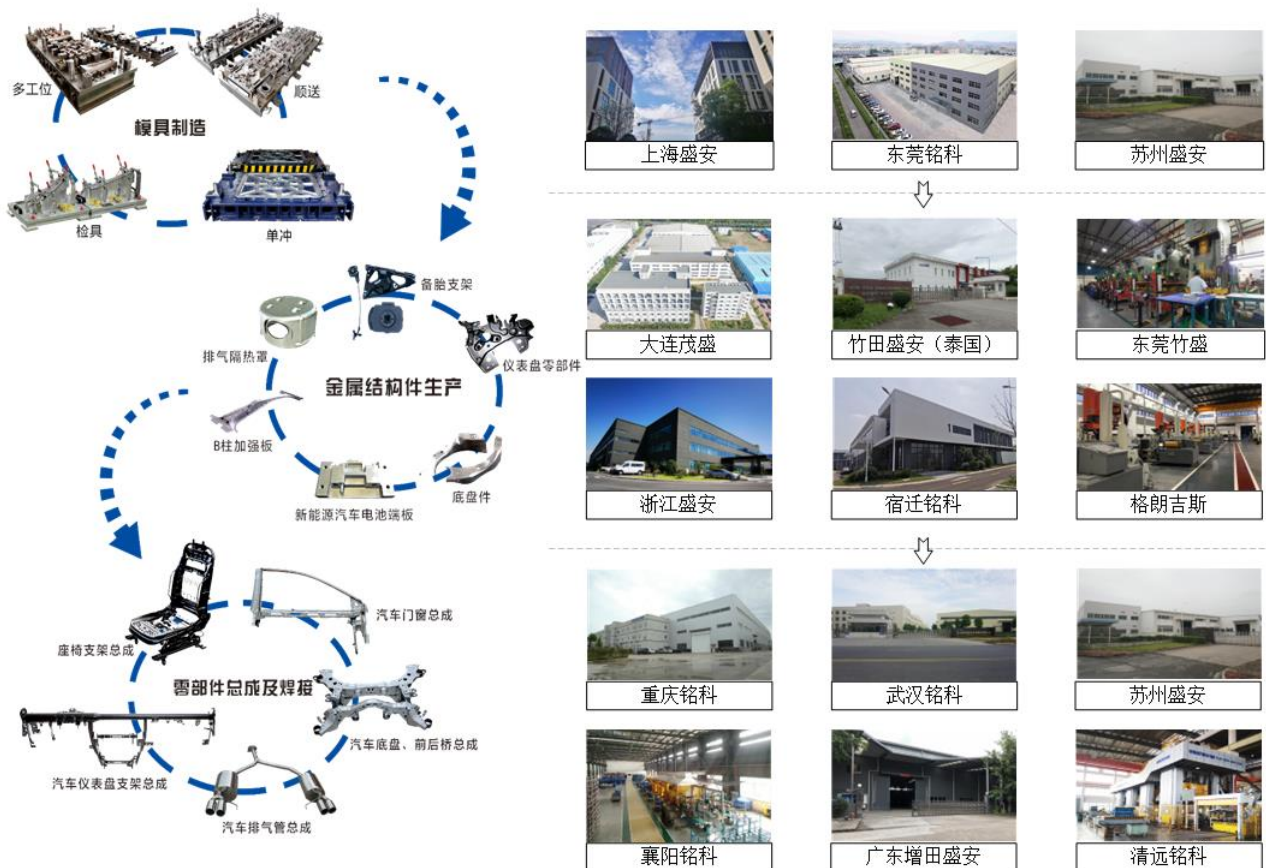 多工位
顺送
模具制造
检具
单冲
备胎支架
排气隔热罩
仪表盘零部件
金属结构件生产
B柱加强板
底盘件
新能源汽车电池端板
汽车门窗总成
座椅支架总成
零部件总成及焊接
汽车底盘、前后桥总成
汽车仪表盘支架总成
汽车排气管总成
上海盛安
东莞铭科
苏州盛安
大连茂盛
竹田盛安（泰国）
东莞竹盛
浙江盛安
1
宿迁铭科
格朗吉斯
重庆铭科
武汉铭科
苏州盛安
襄阳铭科
广东增田盛安
清远铭科